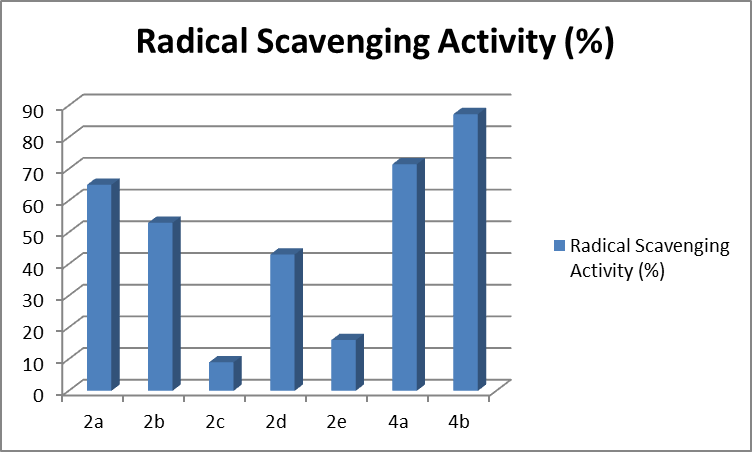 Radical Scavenging Activity (%)
90
80
70
60
50
40
30
20
10
0
2a 2b 2c 2d 2e 4a 4b
Radical Scavenging
Activity (%)